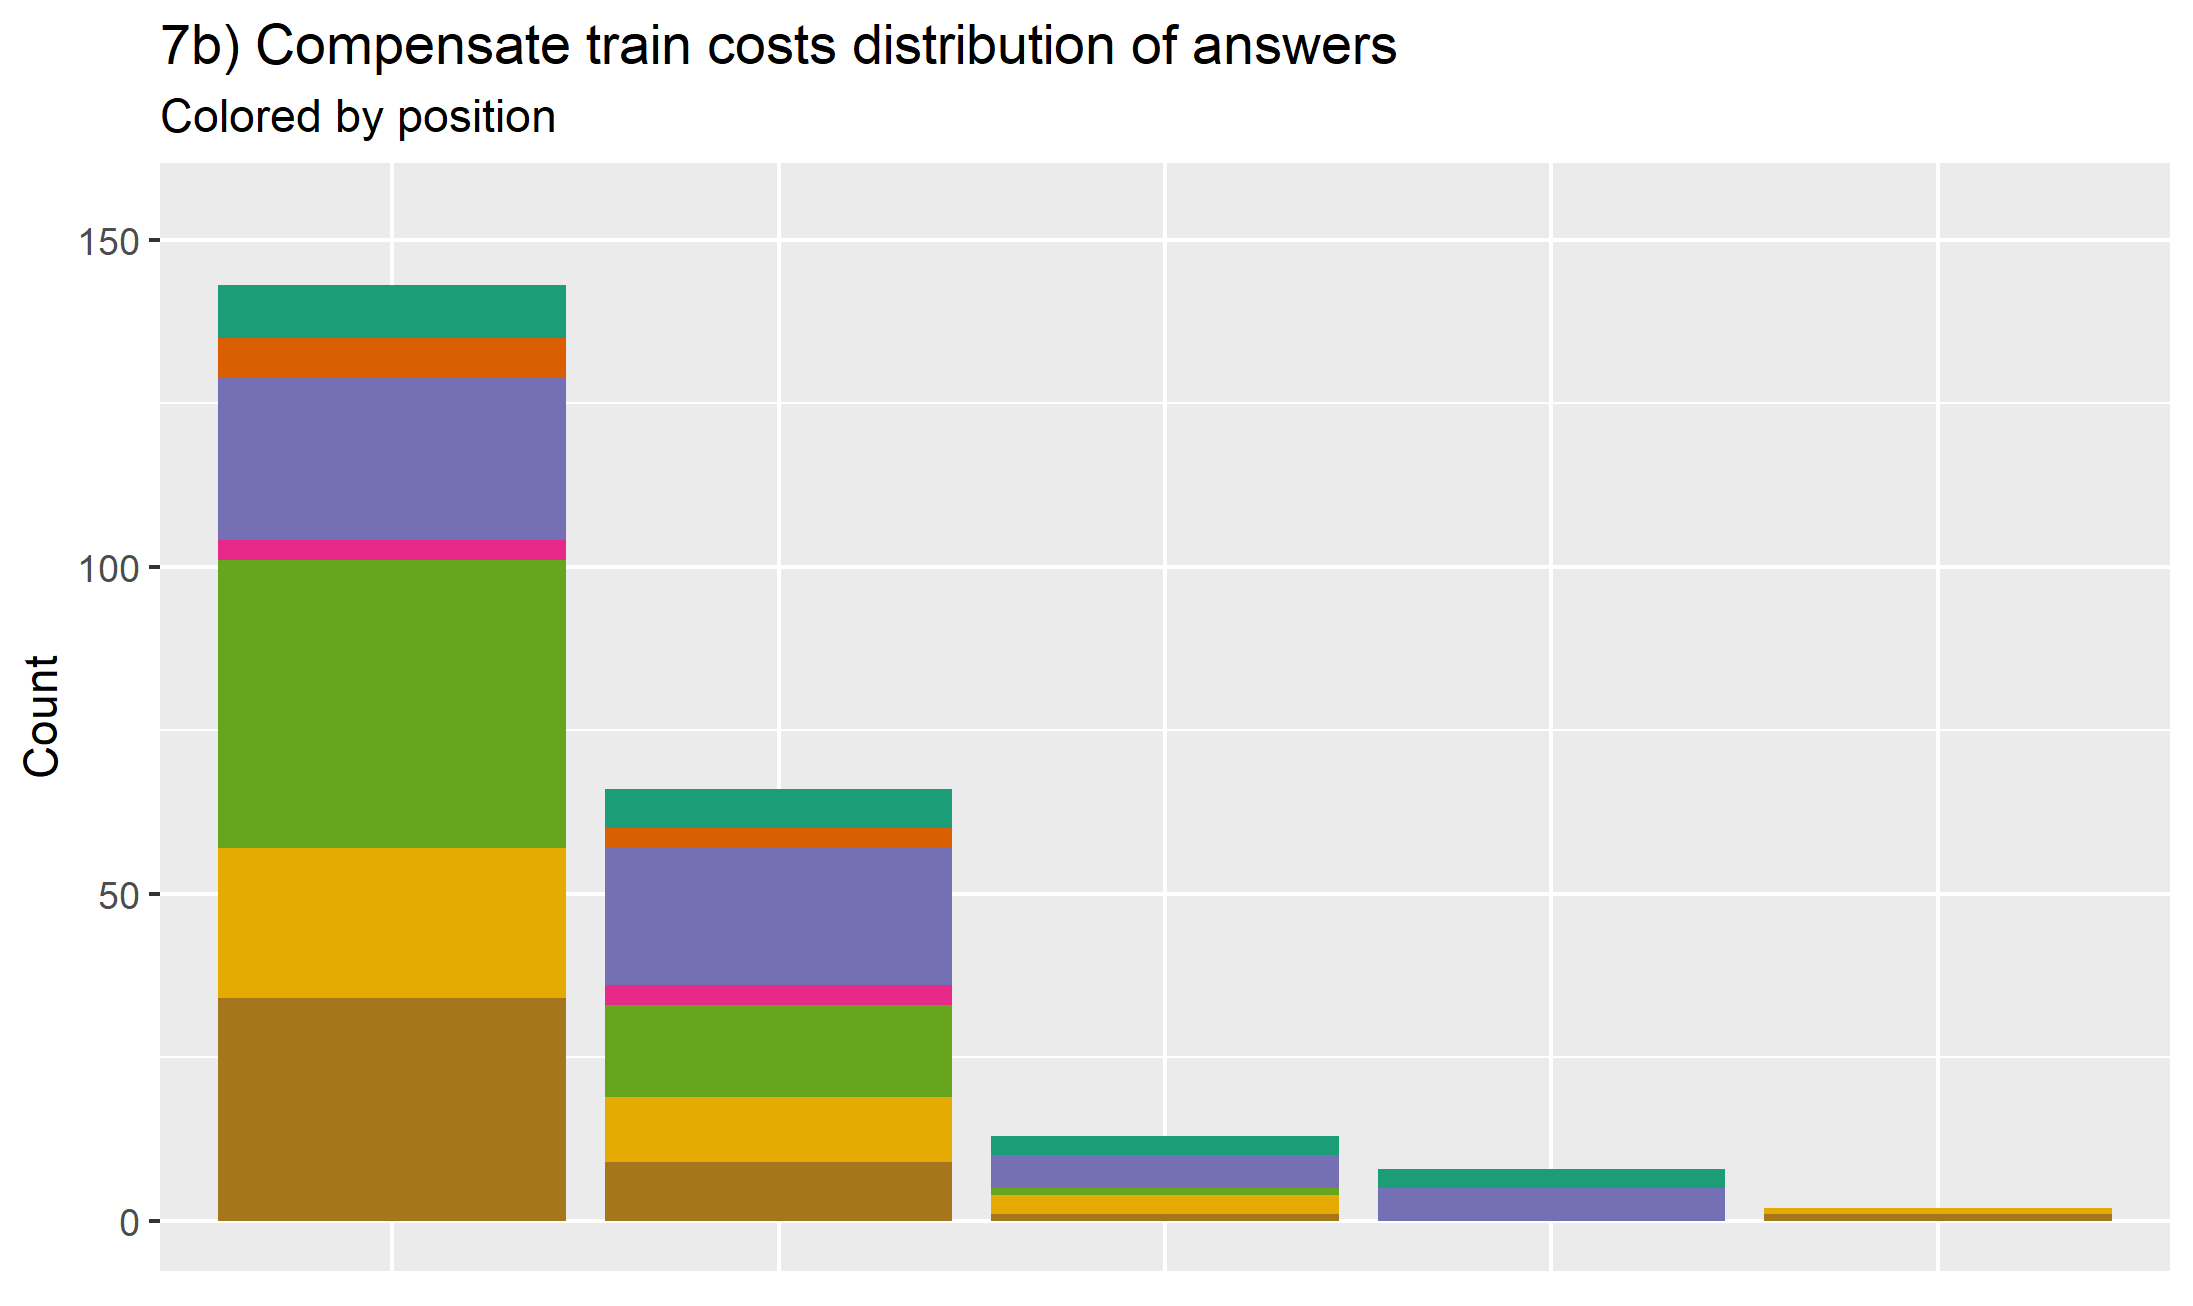 7b) Compensate train costs distribution of answers
Colored by position
150
100
50
0
Count